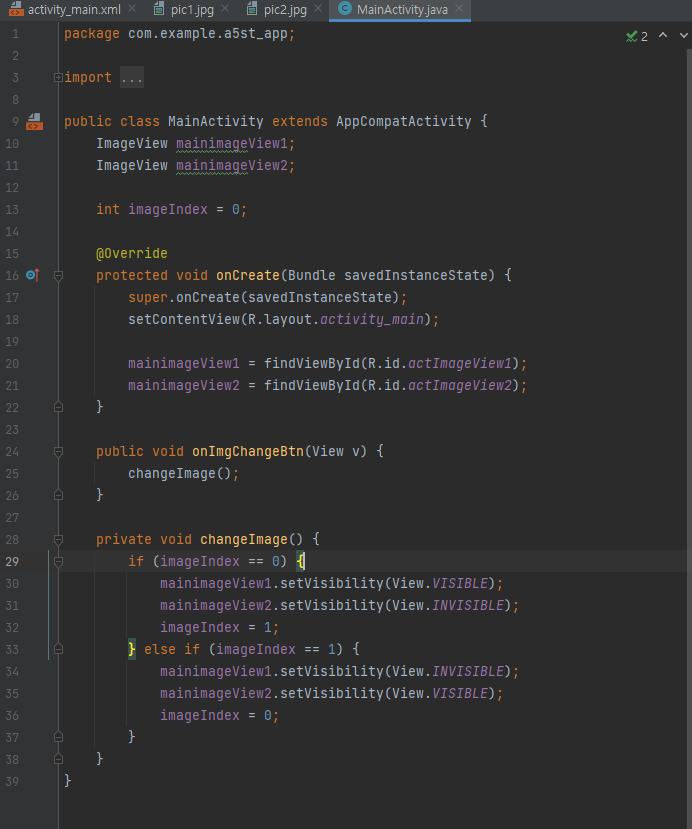 activity_main.xml pic1.jpg pic2.jpg MainActivity.java
1 package com.example.a5st_app; 2
2
3 import ...
8
9 public class MainActivity extends AppCompatActivity {
10 ImageView mainimageView1;
11 ImageView mainimageView2;
12
13 int imageIndex = 0;
14
15 @Override
16 protected void onCreate(Bundle savedInstanceState) {
17 super.onCreate(savedInstanceState);
18 setContentView(R.layout.activity_main);
19
20 mainimageView1 = findViewById(R.id.actImageView1);
21 mainimageView2 = findViewById(R.id.actImageView2);
22 }
23
24 public void onImgChangeBtn(View v) {
25 changeImage();
26 }
27
28 private void changeImage() {
29 if (imageIndex == 0) {
30 mainimageView1.setVisibility(View.VISIBLE);
31 mainimageView2.setVisibility(View.INVISIBLE);
32 imageIndex = 1;
33 } else if (imageIndex == 1) {
34 mainimageView1.setVisibility(View.INVISIBLE);
35 mainimageView2.setVisibility(View.VISIBLE);
36 imageIndex = 0;
37 }
38 }
39 }